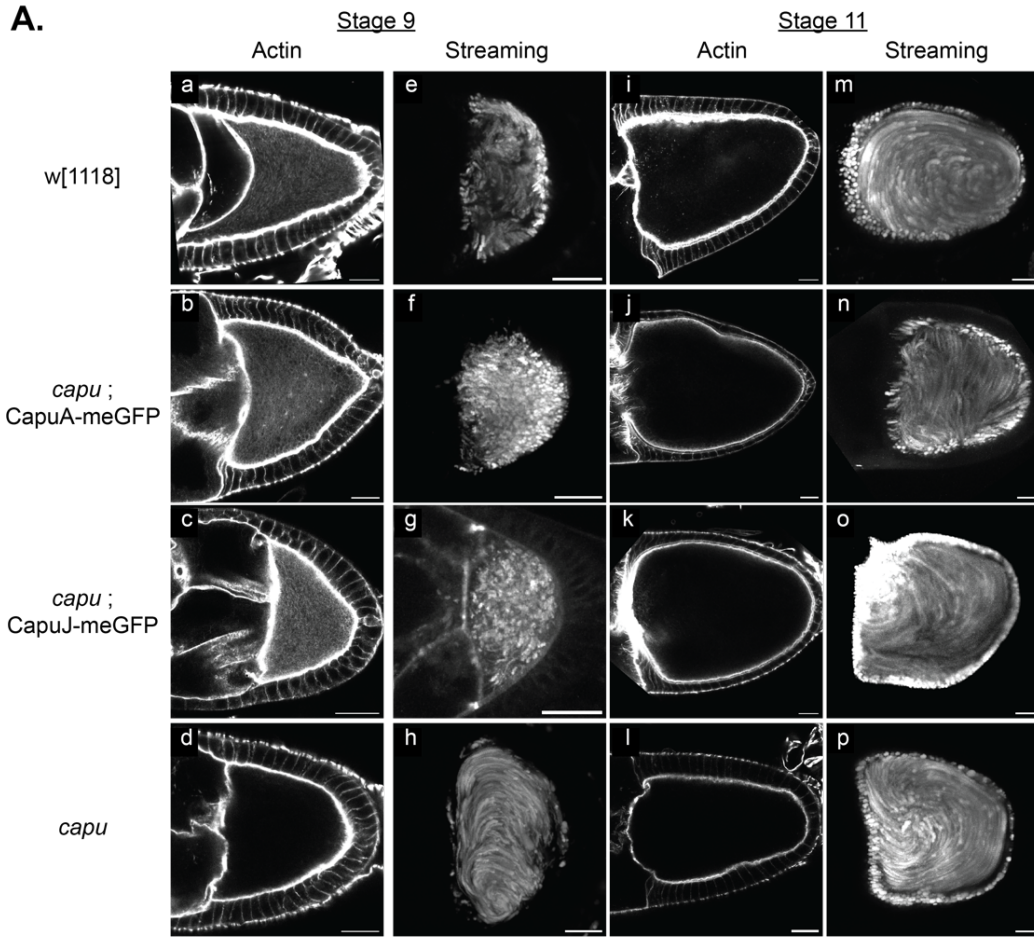 A.
Stage 9 Stage 11
Actin Streaming Actin Streaming
a e i m
w[1118]
b f j n
capu ;
CapuA-meGFP
c g k o
capu ;
CapuJ-meGFP
d h l p
capu